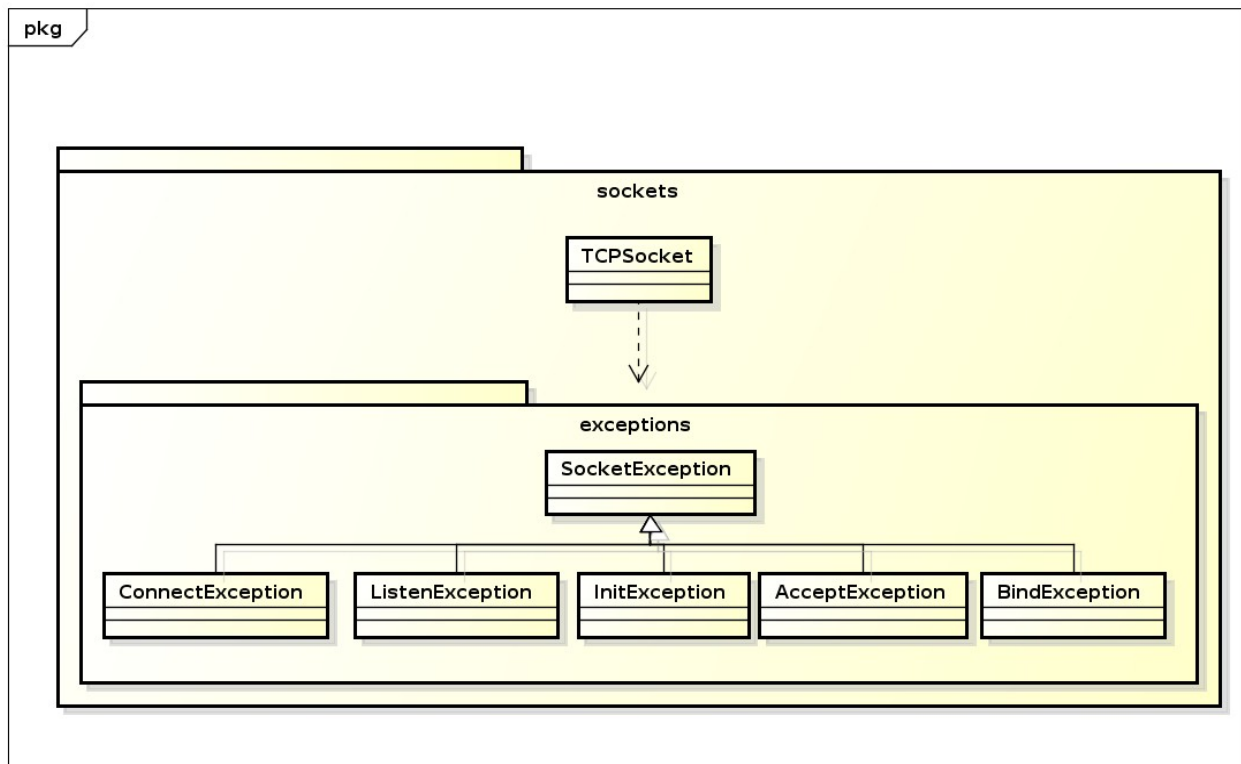 pkg
sockets
TCPSocket
exceptions
SocketException
ConnectException
ListenException
InitException
AcceptException
BindException